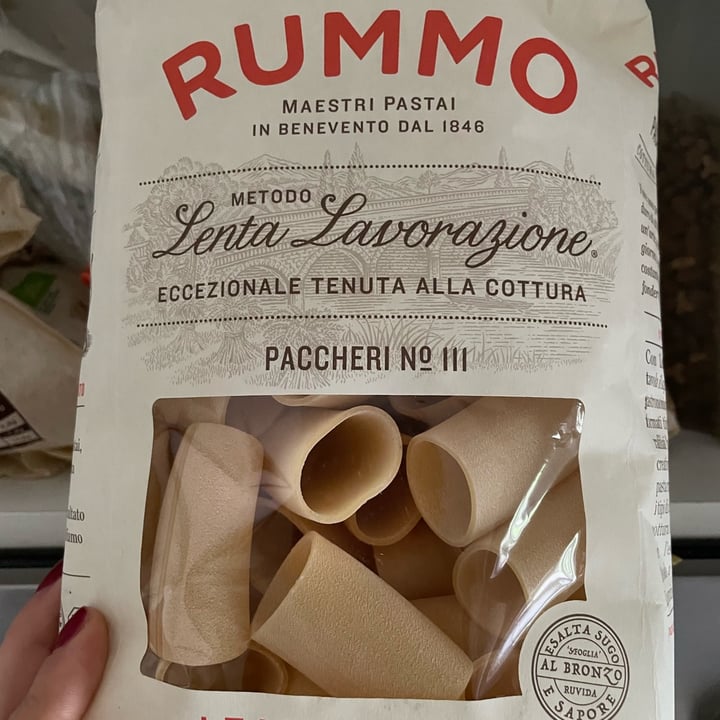 RUMMO
MAESTRI PASTAI
IN BENEVENTO DAL 1846
METODO
Lenta Lavorazione®
ECCEZIONALE TENUTA ALLA COTTURA
PACCHERI Nº III
ESALTA SUGO
'SFOGLIA'
AL BRONZO
RUVIDA
E SAPORE